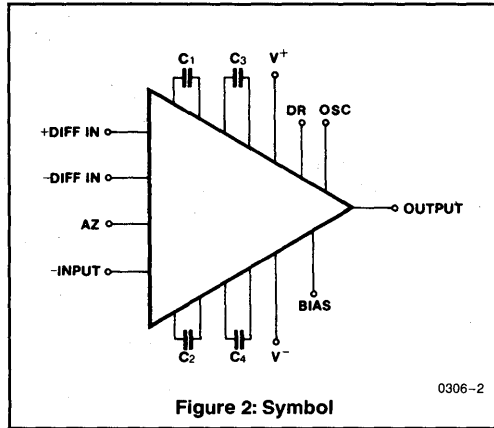 C1 C3 V+
DR OSC
+DIFF IN
-DIFF IN
AZ
-INPUT
OUTPUT
BIAS
C2 C4 V-
0306-2
Figure 2: Symbol